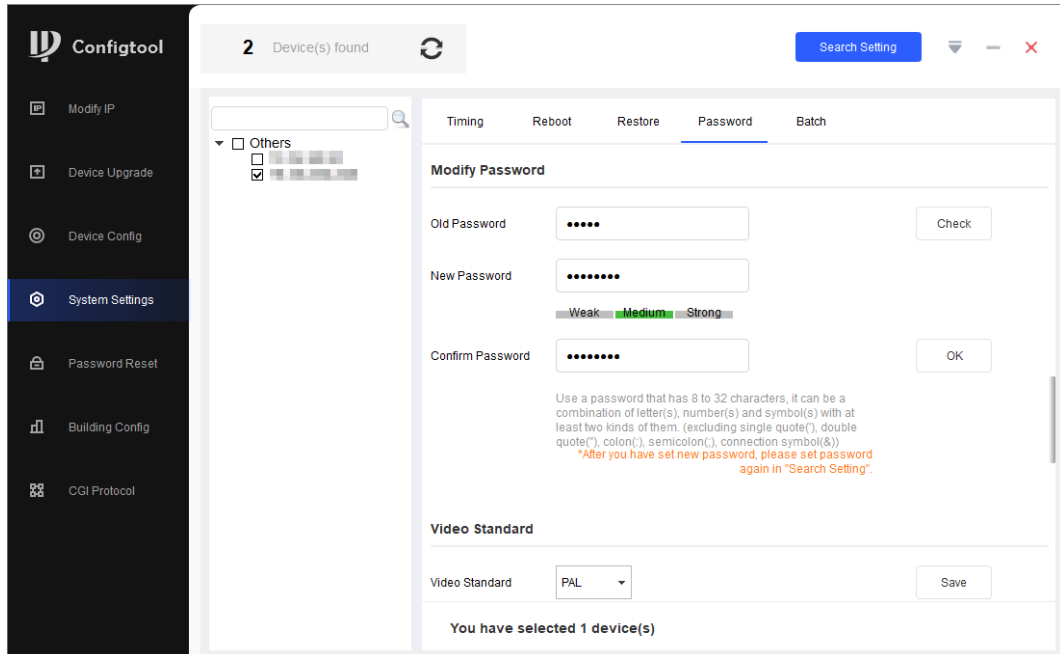 Configtool
2 Device(s) found
Search Setting
Modify IP
Device Upgrade
Device Config
System Settings
Password Reset
Building Config
CGI Protocol
Others
Timing Reboot Restore Password Batch
Modify Password
Old Password ••••• Check
New Password ••••••••
Weak Medium Strong
Confirm Password •••••••• OK
Use a password that has 8 to 32 characters, it can be a
combination of letter(s), number(s) and symbol(s) with at
least two kinds of them. (excluding single quote('), double
quote("), colon(:), semicolon(;), connection symbol(&))
*After you have set new password, please set password
again in "Search Setting".
Video Standard
Video Standard PAL Save
You have selected 1 device(s)